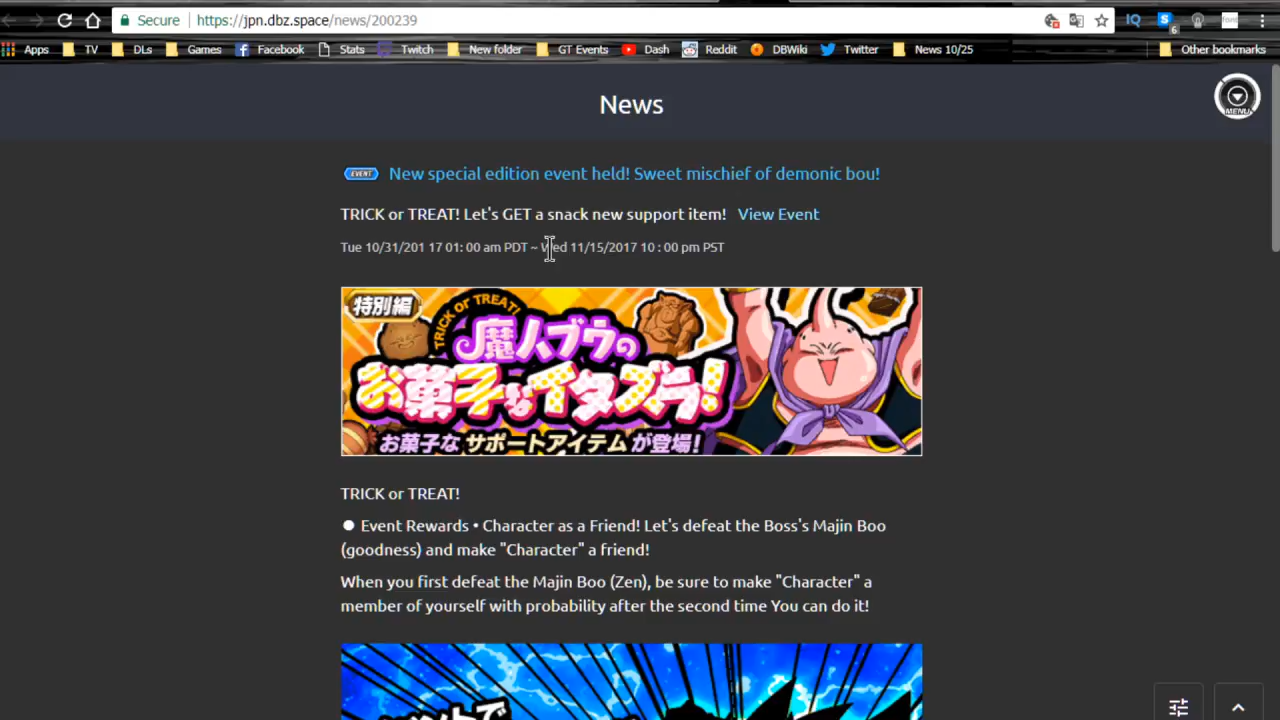 Secure https://jpn.dbz.space/news/200239
Apps TV DLs Games Facebook Stats Twitch New folder GT Events Dash Reddit DBWiki Twitter News 10/25 Other bookmarks
News
MENU
EVENT New special edition event held! Sweet mischief of demonic bou!
TRICK or TREAT! Let's GET a snack new support item! View Event
Tue 10/31/201 17 01: 00 am PDT ~ Wed 11/15/2017 10 : 00 pm PST
特別編
TRICK or TREAT!
魔人ブウの
お菓子なイタズラ!
お菓子なサポートアイテムが登場!
TRICK or TREAT!
● Event Rewards • Character as a Friend! Let's defeat the Boss's Majin Boo
(goodness) and make "Character" a friend!
When you first defeat the Majin Boo (Zen), be sure to make "Character" a
member of yourself with probability after the second time You can do it!